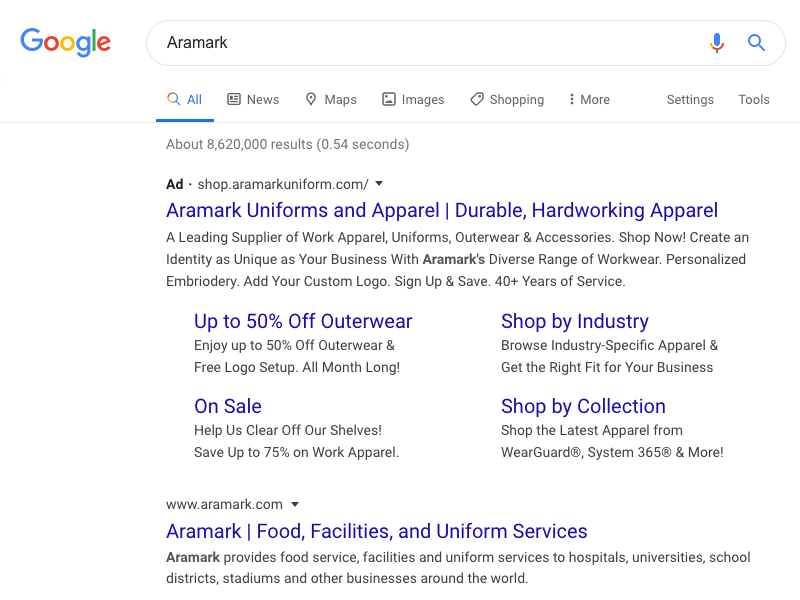 Google
Aramark
All News Maps Images Shopping More Settings Tools
About 8,620,000 results (0.54 seconds)
Ad · shop.aramarkuniform.com/
Aramark Uniforms and Apparel | Durable, Hardworking Apparel
A Leading Supplier of Work Apparel, Uniforms, Outerwear & Accessories. Shop Now! Create an
Identity as Unique as Your Business With Aramark's Diverse Range of Workwear. Personalized
Embriodery. Add Your Custom Logo. Sign Up & Save. 40+ Years of Service.
Up to 50% Off Outerwear
Enjoy up to 50% Off Outerwear &
Free Logo Setup. All Month Long!
Shop by Industry
Browse Industry-Specific Apparel &
Get the Right Fit for Your Business
On Sale
Help Us Clear Off Our Shelves!
Save Up to 75% on Work Apparel.
Shop by Collection
Shop the Latest Apparel from
WearGuard®, System 365® & More!
www.aramark.com
Aramark | Food, Facilities, and Uniform Services
Aramark provides food service, facilities and uniform services to hospitals, universities, school
districts, stadiums and other businesses around the world.